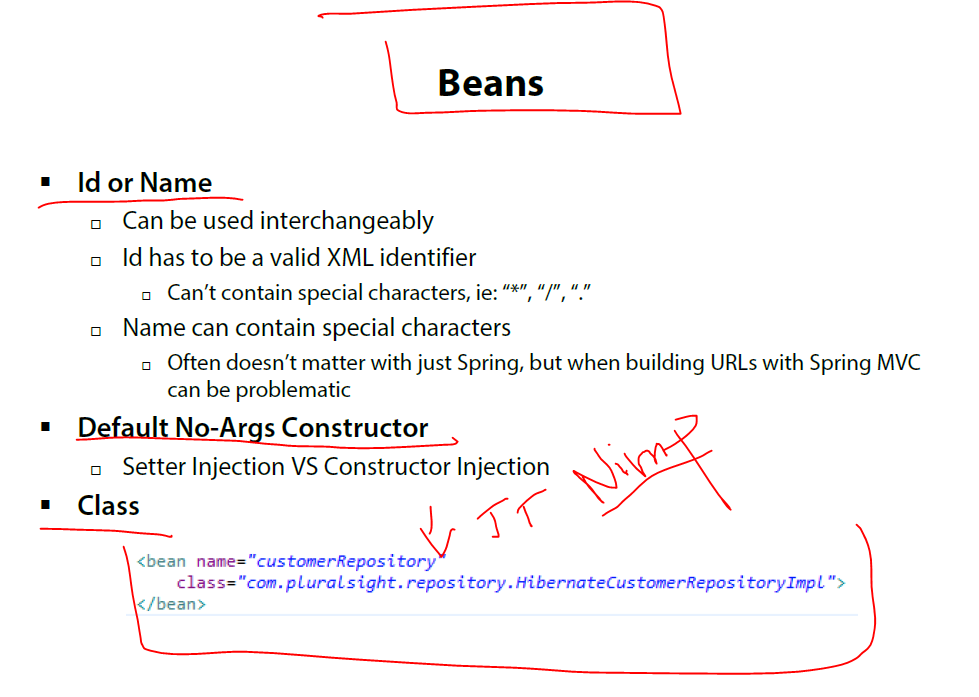 Beans
Id or Name
Can be used interchangeably
Id has to be a valid XML identifier
Can't contain special characters, ie: “*”, “/”, “.”
Name can contain special characters
Often doesn't matter with just Spring, but when building URLs with Spring MVC
can be problematic
Default No-Args Constructor
Setter Injection VS Constructor Injection
Class
<bean name="customerRepository"
class="com.pluralsight.repository.HibernateCustomerRepositoryImpl">
</bean>